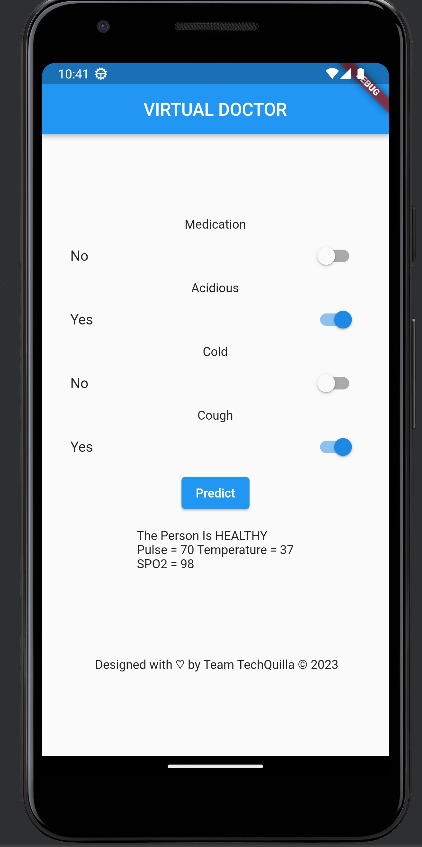 10:41
DEBUG
VIRTUAL DOCTOR
Medication
No
Acidious
Yes
Cold
No
Cough
Yes
Predict
The Person Is HEALTHY
Pulse = 70 Temperature = 37
SPO2 = 98
Designed with ♡ by Team TechQuilla © 2023